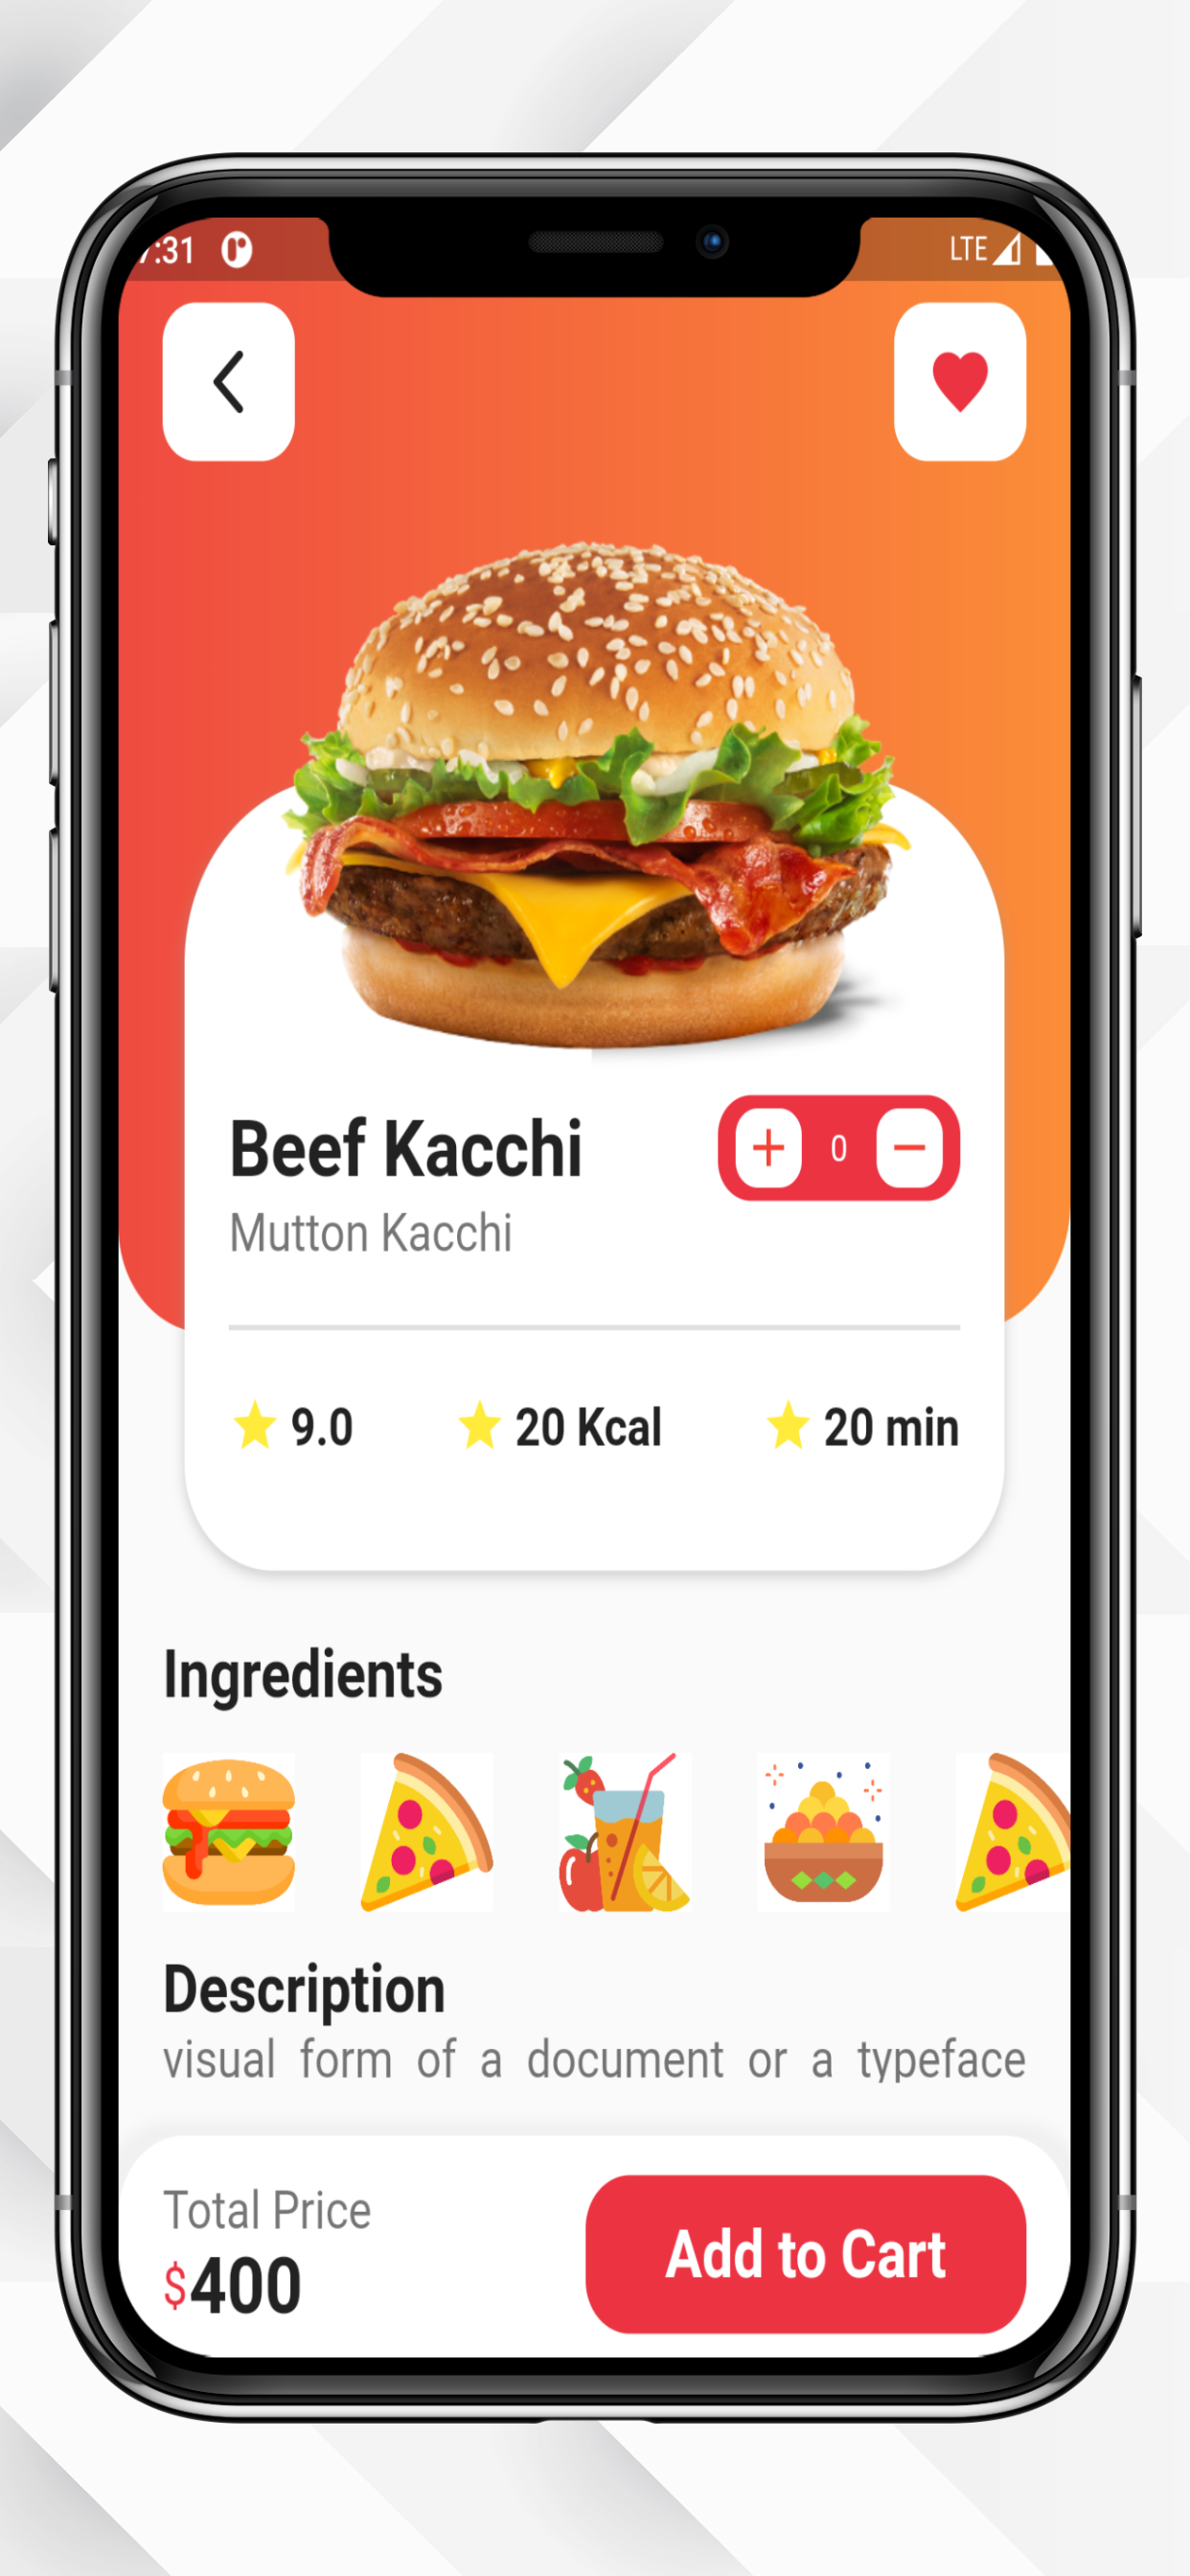 :31
LTE
Beef Kacchi
+ 0 −
Mutton Kacchi
9.0 20 Kcal 20 min
Ingredients
Description
visual form of a document or a typeface
Total Price
$400
Add to Cart